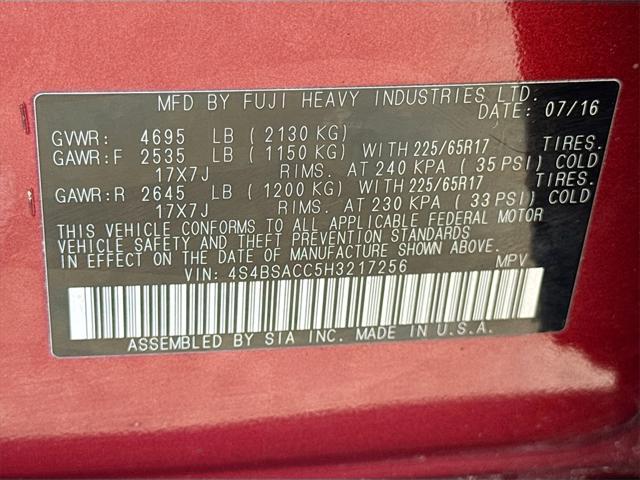 MFD BY FUJI HEAVY INDUSTRIES LTD.
DATE: 07/16
GVWR: 4695 LB ( 2130 KG)
GAWR:F 2535 LB ( 1150 KG) WITH 225/65R17 TIRES.
17X7J RIMS. AT 240 KPA ( 35 PSI) COLD
GAWR:R 2645 LB ( 1200 KG) WITH 225/65R17 TIRES.
17X7J RIMS. AT 230 KPA ( 33 PSI) COLD
THIS VEHICLE CONFORMS TO ALL APPLICABLE FEDERAL MOTOR
VEHICLE SAFETY AND THEFT PREVENTION STANDARDS
IN EFFECT ON THE DATE OF MANUFACTURE SHOWN ABOVE.
VIN: 4S4BSACC5H3217256 MPV
ASSEMBLED BY SIA INC. MADE IN U.S.A.